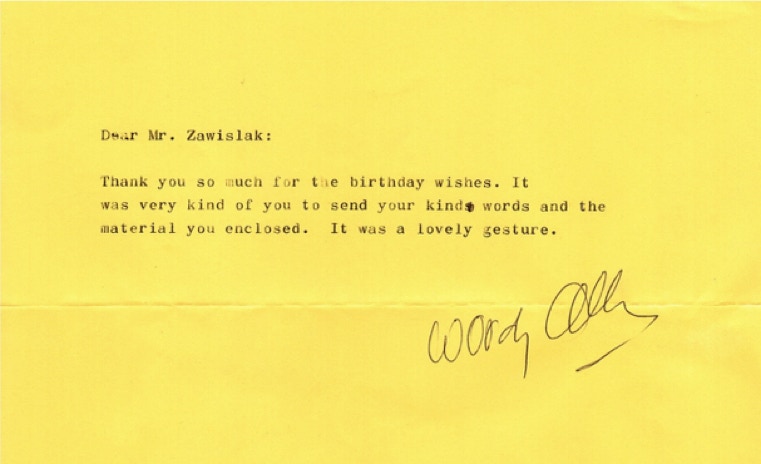 Dear Mr. Zawislak:
Thank you so much for the birthday wishes. It
was very kind of you to send your kind words and the
material you enclosed. It was a lovely gesture.
Woody Allen